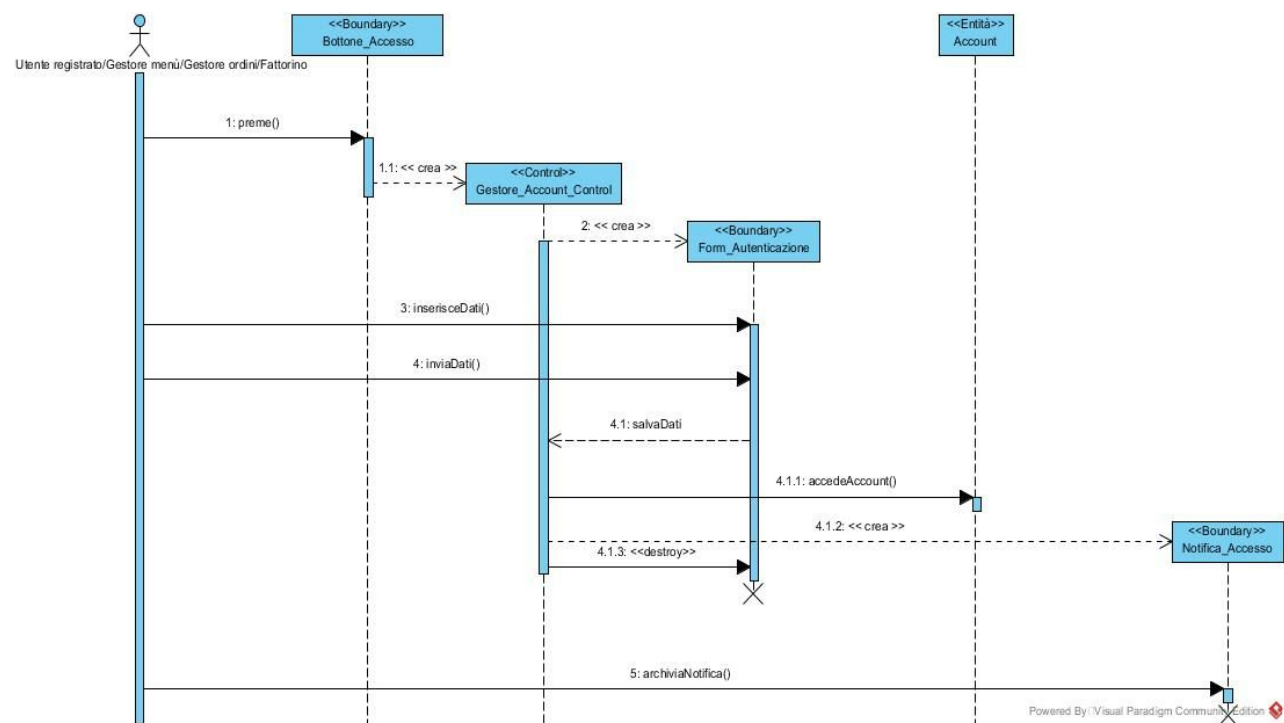 <<Boundary>>
Bottone_Accesso
<<Entità>>
Account
Utente registrato/Gestore menù/Gestore ordini/Fattorino
1: preme()
1.1: << crea >>
<<Control>>
Gestore_Account_Control
2: << crea >>
<<Boundary>>
Form_Autenticazione
3: inserisceDati()
4: inviaDati()
4.1: salvaDati
4.1.1: accedeAccount()
4.1.2: << crea >>
<<Boundary>>
Notifica_Accesso
4.1.3: <<destroy>>
5: archiviaNotifica()
Powered By Visual Paradigm Community Edition